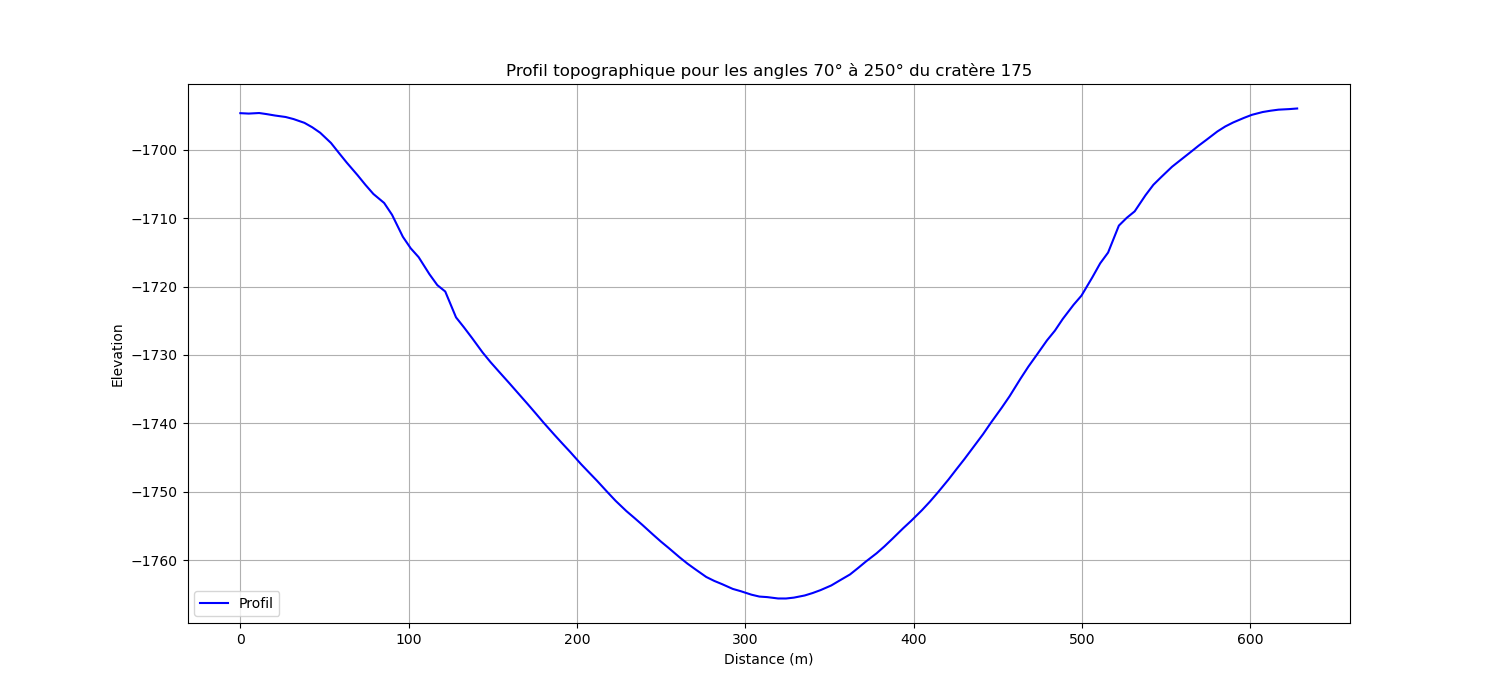 Profil topographique pour les angles 70° à 250° du cratère 175
Elevation
−1700
−1710
−1720
−1730
−1740
−1750
−1760
Profil
0 100 200 300 400 500 600
Distance (m)